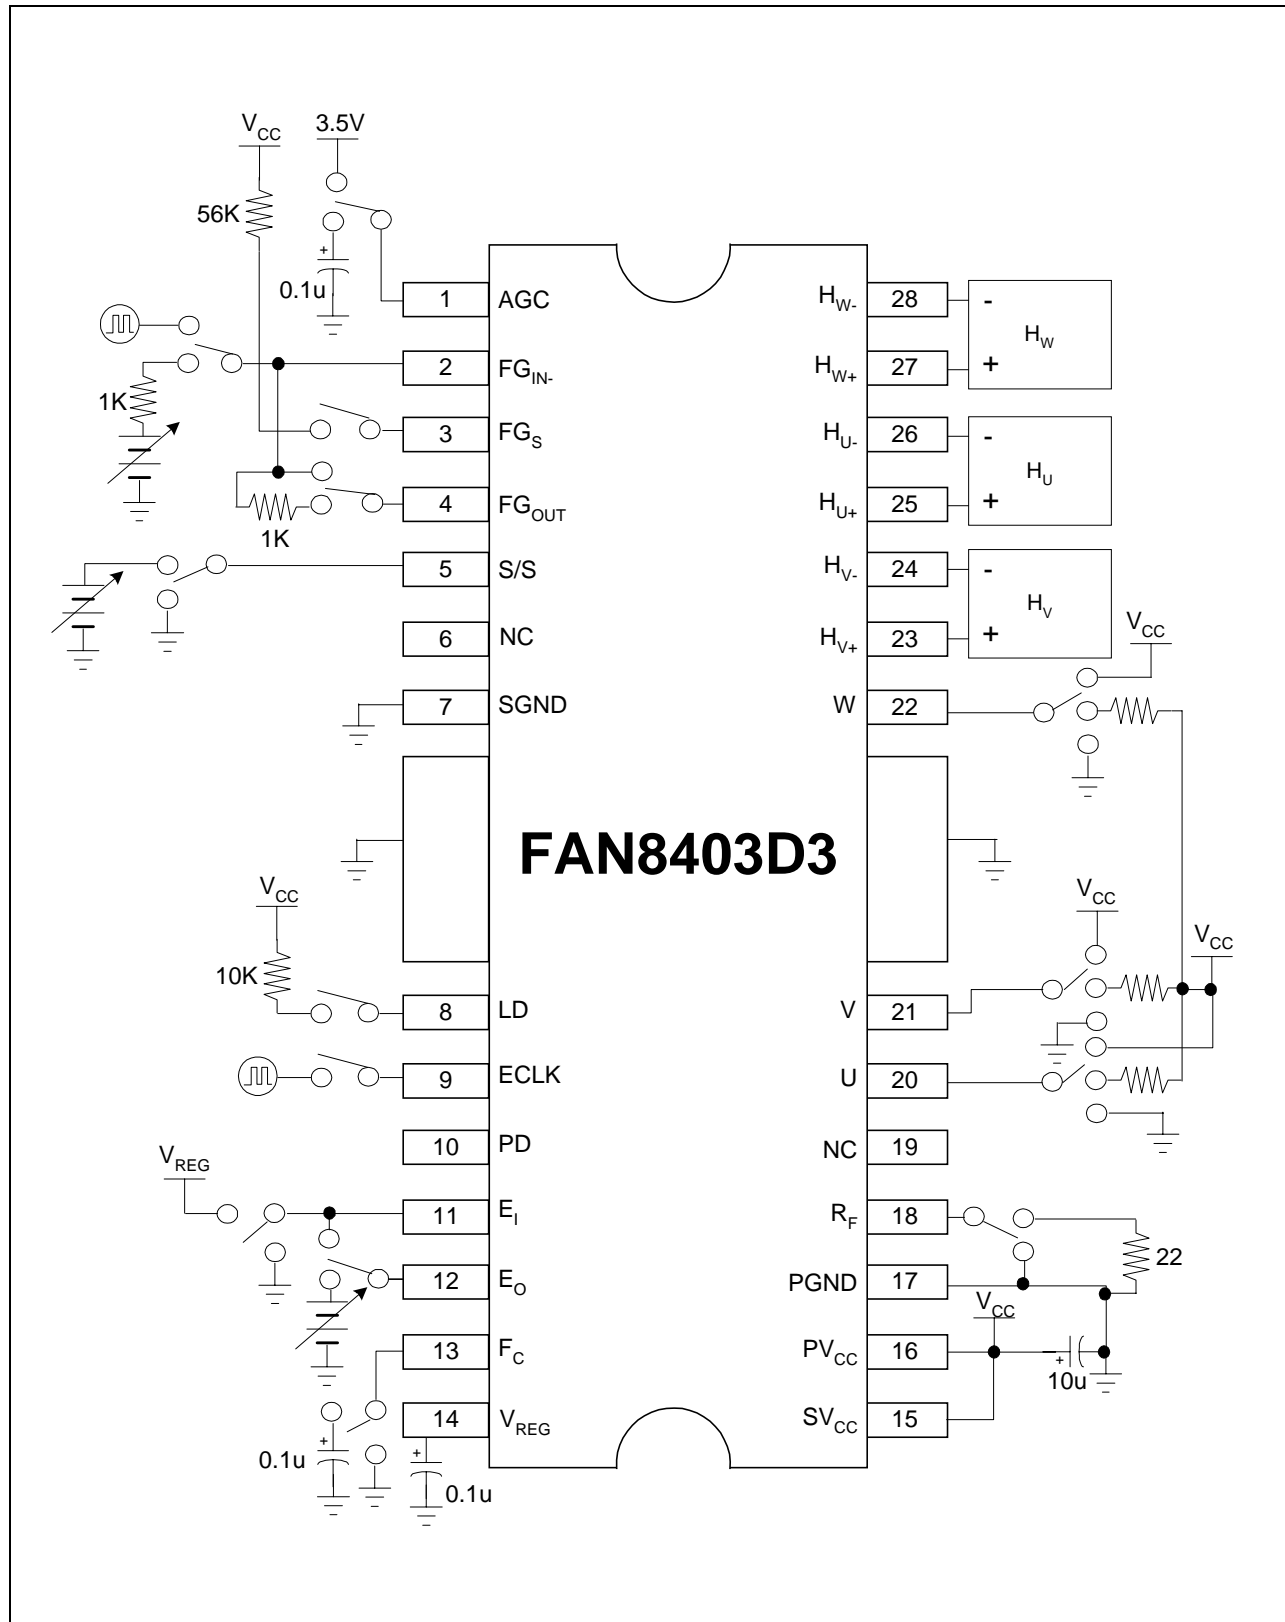 V_CC 3.5V
56K
0.1u
1 AGC H_W- 28 -
H_W
2 FG_IN- H_W+ 27 +
1K
3 FG_S H_U- 26 -
H_U
4 FG_OUT H_U+ 25 +
1K
5 S/S H_V- 24 -
H_V
6 NC H_V+ 23 +
V_CC
7 SGND W 22
FAN8403D3
V_CC V_CC
V_CC
10K
8 LD V 21
9 ECLK U 20
10 PD NC 19
V_REG
11 E_I R_F 18
22
12 E_O PGND 17
V_CC
13 F_C PV_CC 16
+
10u
14 V_REG SV_CC 15
+ +
0.1u 0.1u